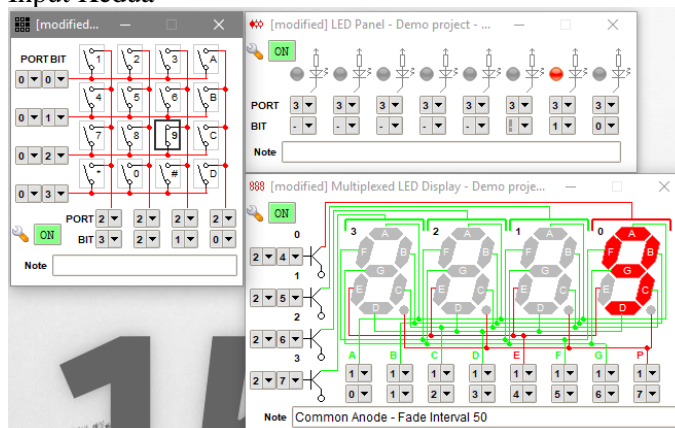 Input Kedua
[modified...
PORT BIT
1 2 3 A
0 0
4 5 6 B
0 1
7 8 9 C
0 2
* 0 # D
0 3
PORT 2 2 2 2
ON
BIT 3 2 1 0
Note
[modified] LED Panel - Demo project - ...
ON
PORT 3 3 3 3 3 3 3 3
BIT - - - - - 1 0
Note
888 [modified] Multiplexed LED Display - Demo proje...
ON
0
3 2 1 0
A A A A
F B F B F B F B
G G G G
E C E C E C E C
D D D D
2 4
1
2 5
2
2 6
3
2 7
A B C D E F G P
1 1 1 1 1 1 1 1
0 1 2 3 4 5 6 7
Note Common Anode - Fade Interval 50